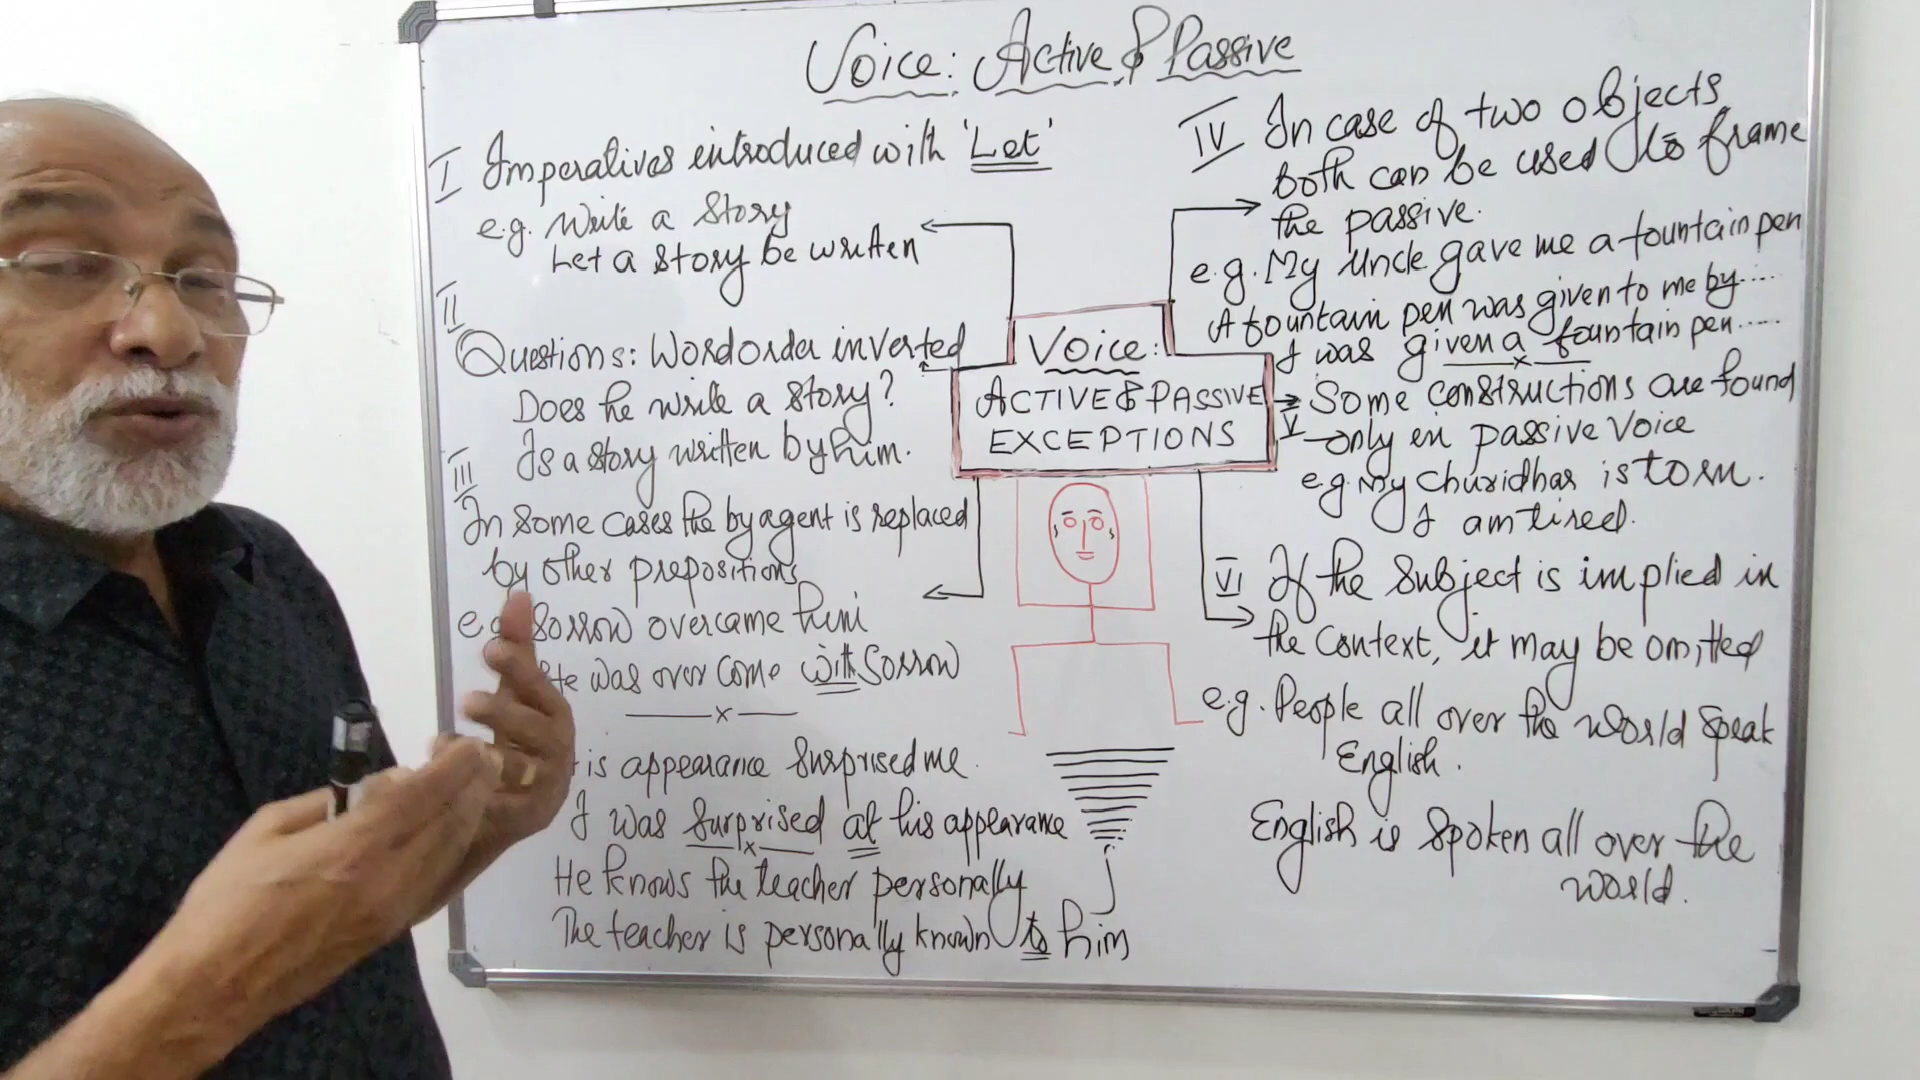 Voice: Active & Passive
I Imperatives introduced with 'Let'
e.g. Write a Story
Let a Story be written
II
Questions: Word order inverted
Does he write a Story?
Is a story written by him.
III
In Some cases the by agent is replaced
by other prepositions
e.g Sorrow overcame him
He was over come with Sorrow
x
is appearance Surprised me.
I was Surprised at his appearance
x
He knows the teacher personally
The teacher is personally known to him
Voice:
ACTIVE & PASSIVE
EXCEPTIONS
IV In case of two objects
both can be used to frame
the passive.
e.g. My Uncle gave me a fountain pen
A fountain pen was given to me by.....
I was given a fountain pen.....
x
V Some constructions are found
only in passive Voice
e.g My Churidhar is torn.
I am tired.
VI If the Subject is implied in
the Context, it may be omitted
e.g. People all over the world Speak
English.
English is Spoken all over the
world.